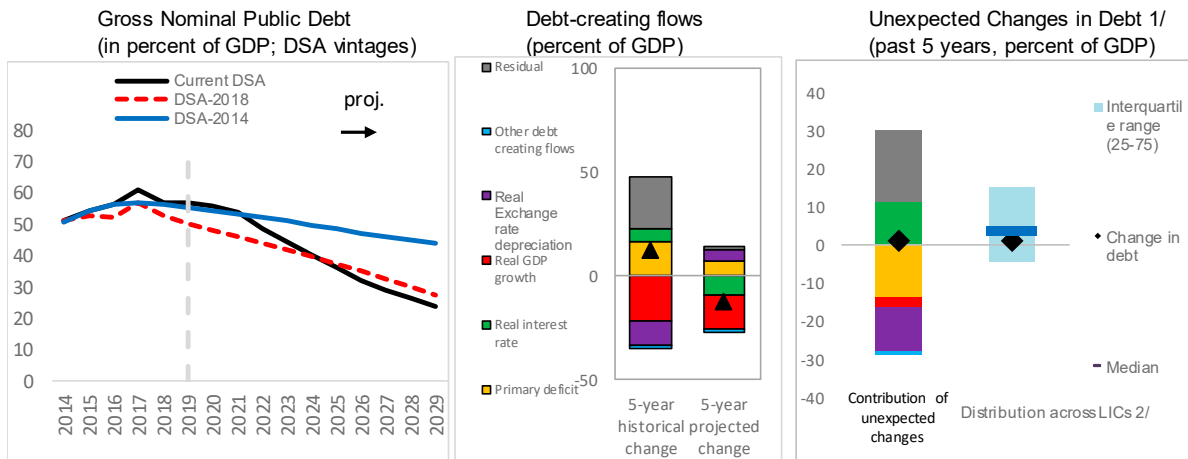 Gross Nominal Public Debt
(in percent of GDP; DSA vintages)
Current DSA
DSA-2018
DSA-2014
proj.
80
70
60
50
40
30
20
10
0
2014
2015
2016
2017
2018
2019
2020
2021
2022
2023
2024
2025
2026
2027
2028
2029
Debt-creating flows
(percent of GDP)
Residual
Other debt
creating flows
Real
Exchange
rate
depreciation
Real GDP
growth
Real interest
rate
Primary deficit
100
50
0
-50
5-year
historical
change
5-year
projected
change
Unexpected Changes in Debt 1/
(past 5 years, percent of GDP)
40
30
20
10
0
-10
-20
-30
-40
Contribution of
unexpected
changes
Distribution across LICs 2/
Interquartil
e range
(25-75)
Change in
debt
Median